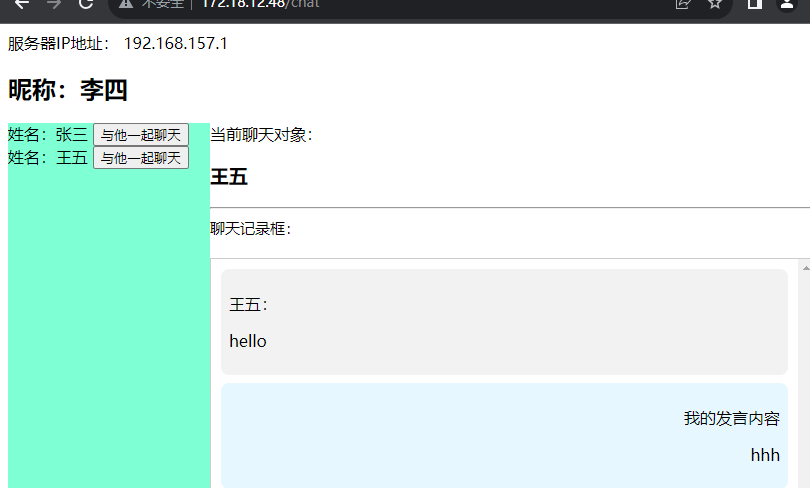 不安全 | 172.18.12.48/chat
服务器IP地址： 192.168.157.1
昵称：李四
姓名：张三 与他一起聊天
姓名：王五 与他一起聊天
当前聊天对象：
王五
聊天记录框：
王五：
hello
我的发言内容
hhh